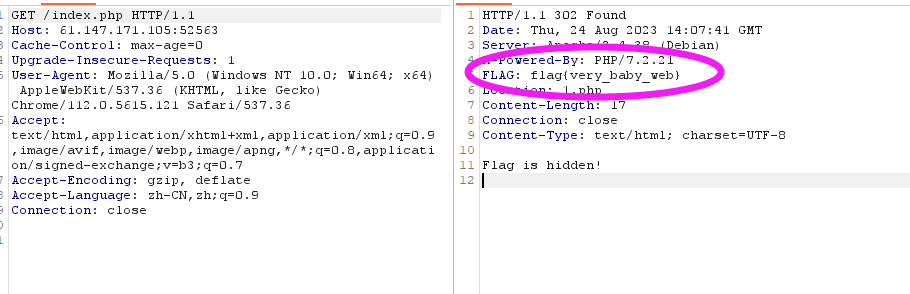 GET /index.php HTTP/1.1
Host: 61.147.171.105:52563
Cache-Control: max-age=0
Upgrade-Insecure-Requests: 1
User-Agent: Mozilla/5.0 (Windows NT 10.0; Win64; x64)
AppleWebKit/537.36 (KHTML, like Gecko)
Chrome/112.0.5615.121 Safari/537.36
Accept:
text/html,application/xhtml+xml,application/xml;q=0.9
,image/avif,image/webp,image/apng,*/*;q=0.8,applicati
on/signed-exchange;v=b3;q=0.7
Accept-Encoding: gzip, deflate
Accept-Language: zh-CN,zh;q=0.9
Connection: close
1 HTTP/1.1 302 Found
2 Date: Thu, 24 Aug 2023 14:07:41 GMT
3 Server: Apache/2.4.38 (Debian)
4 X-Powered-By: PHP/7.2.21
5 FLAG: flag{very_baby_web}
6 Location: 1.php
7 Content-Length: 17
8 Connection: close
9 Content-Type: text/html; charset=UTF-8
10
11 Flag is hidden!
12